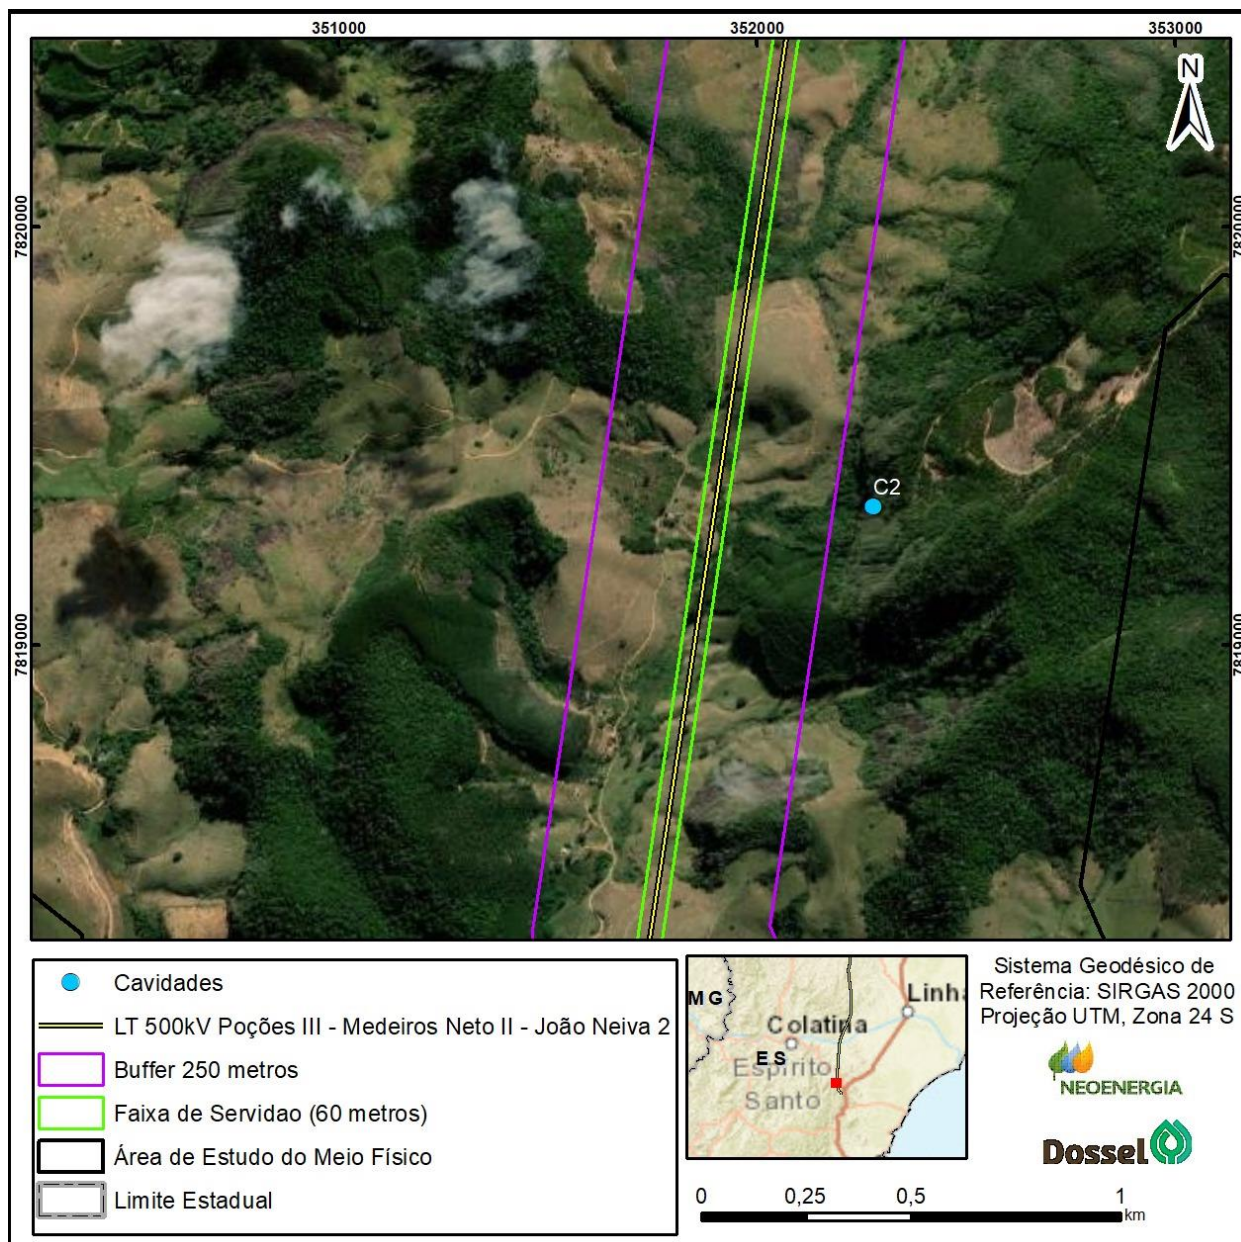 351000
352000
353000
N
7820000
7820000
C2
7819000
7819000
Cavidades
LT 500kV Poções III - Medeiros Neto II - João Neiva 2
Buffer 250 metros
Faixa de Servidao (60 metros)
Área de Estudo do Meio Físico
Limite Estadual
MG
Linha
Colatina
ES
Espírito
Santo
Sistema Geodésico de
Referência: SIRGAS 2000
Projeção UTM, Zona 24 S
NEOENERGIA
Dossel
0 0,25 0,5 1
km